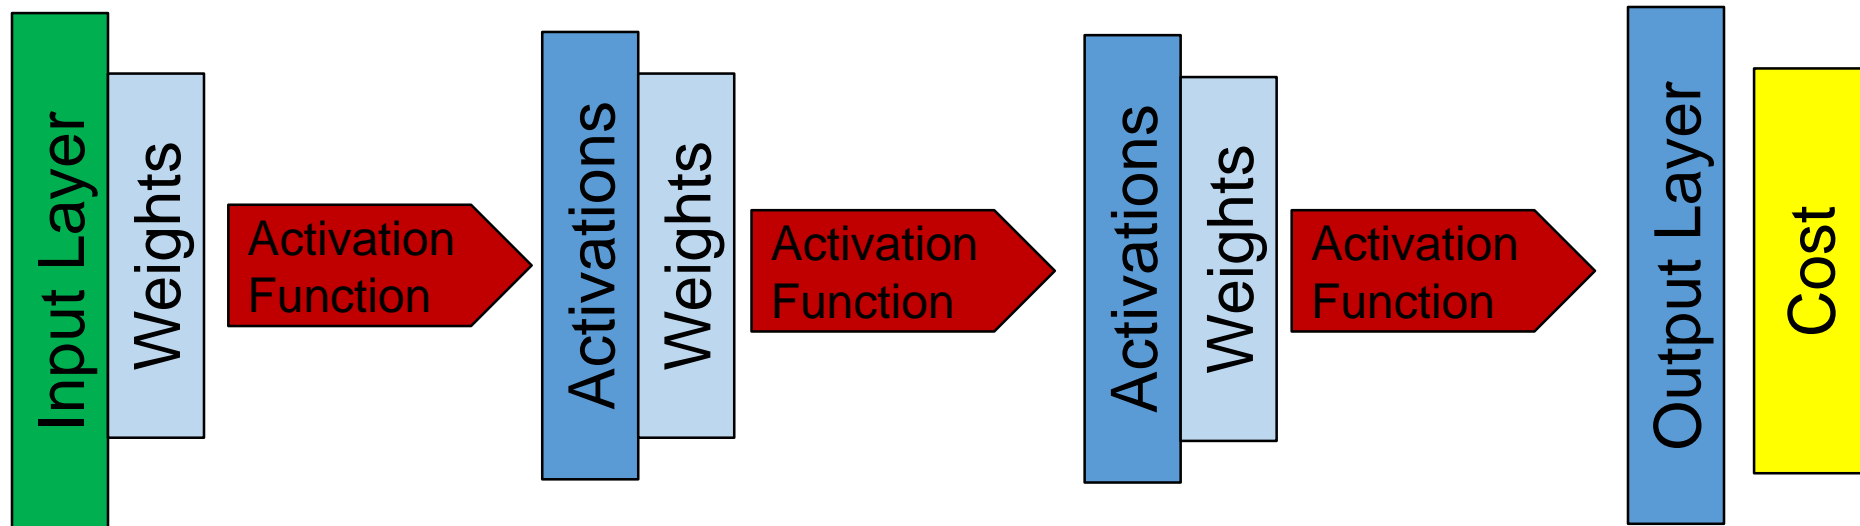 Input Layer
Weights
Activation
Function
Activations
Weights
Activation
Function
Activations
Weights
Activation
Function
Output Layer
Cost